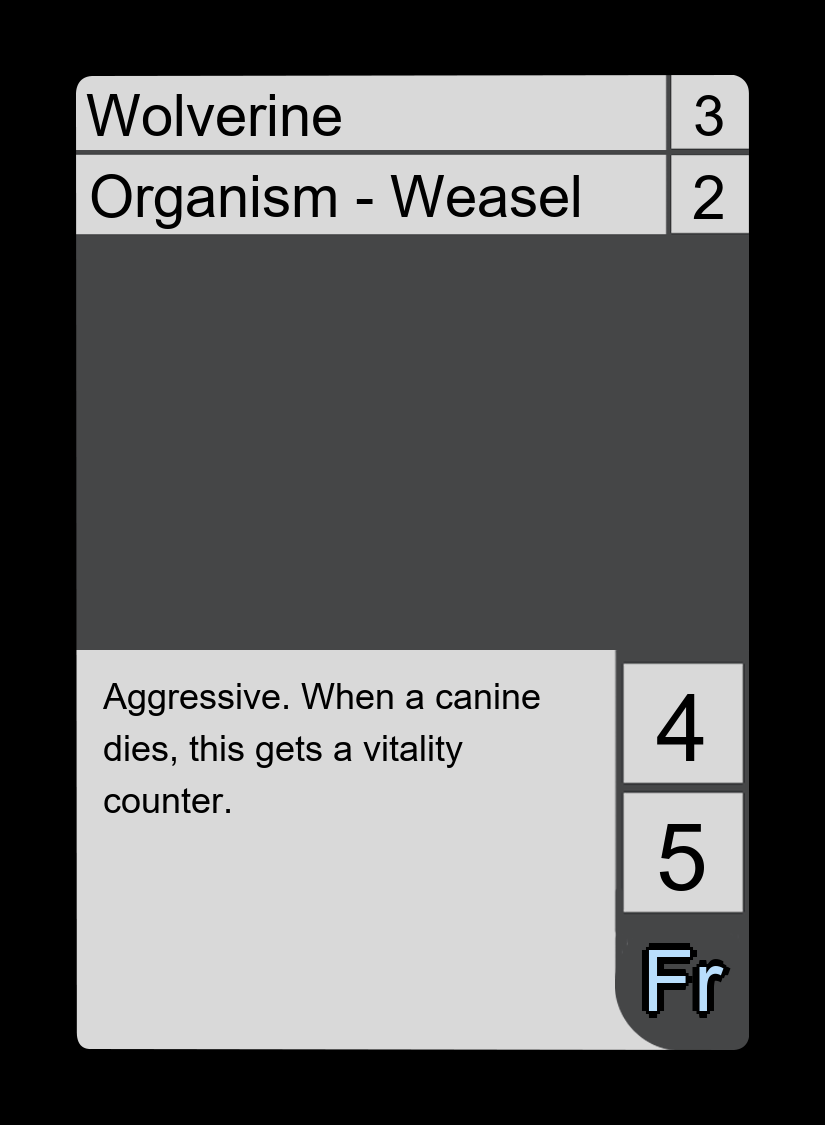 Wolverine 3
Organism - Weasel 2
Aggressive. When a canine
dies, this gets a vitality
counter.
4
5
Fr